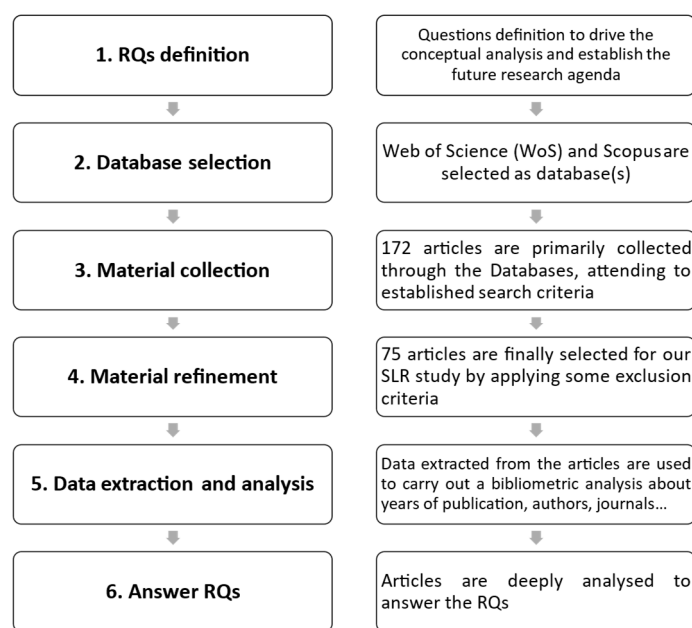 1. RQs definition
Questions definition to drive the
conceptual analysis and establish the
future research agenda
2. Database selection
Web of Science (WoS) and Scopus are
selected as database(s)
3. Material collection
172 articles are primarily collected
through the Databases, attending to
established search criteria
4. Material refinement
75 articles are finally selected for our
SLR study by applying some exclusion
criteria
5. Data extraction and analysis
Data extracted from the articles are used
to carry out a bibliometric analysis about
years of publication, authors, journals...
6. Answer RQs
Articles are deeply analysed to
answer the RQs